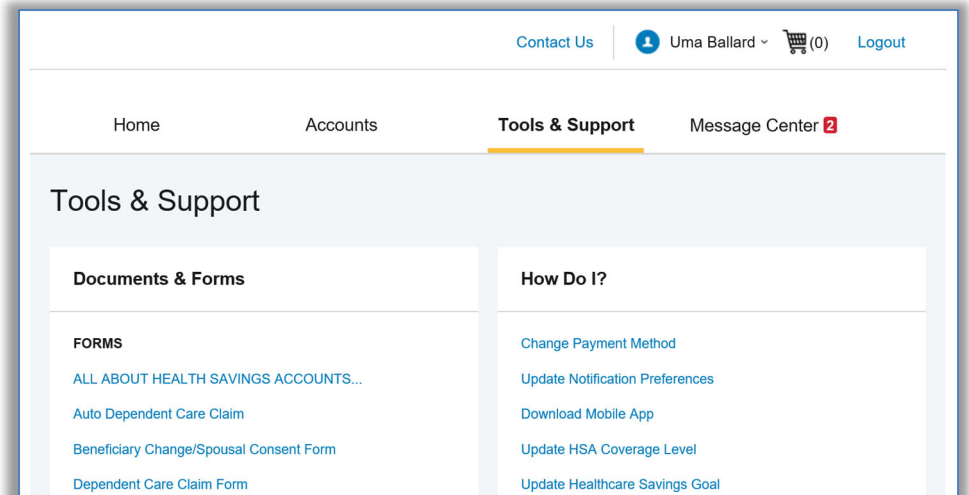 Contact Us Uma Ballard (0) Logout
Home Accounts Tools & Support Message Center 2
Tools & Support
Documents & Forms
FORMS
ALL ABOUT HEALTH SAVINGS ACCOUNTS...
Auto Dependent Care Claim
Beneficiary Change/Spousal Consent Form
Dependent Care Claim Form
How Do I?
Change Payment Method
Update Notification Preferences
Download Mobile App
Update HSA Coverage Level
Update Healthcare Savings Goal